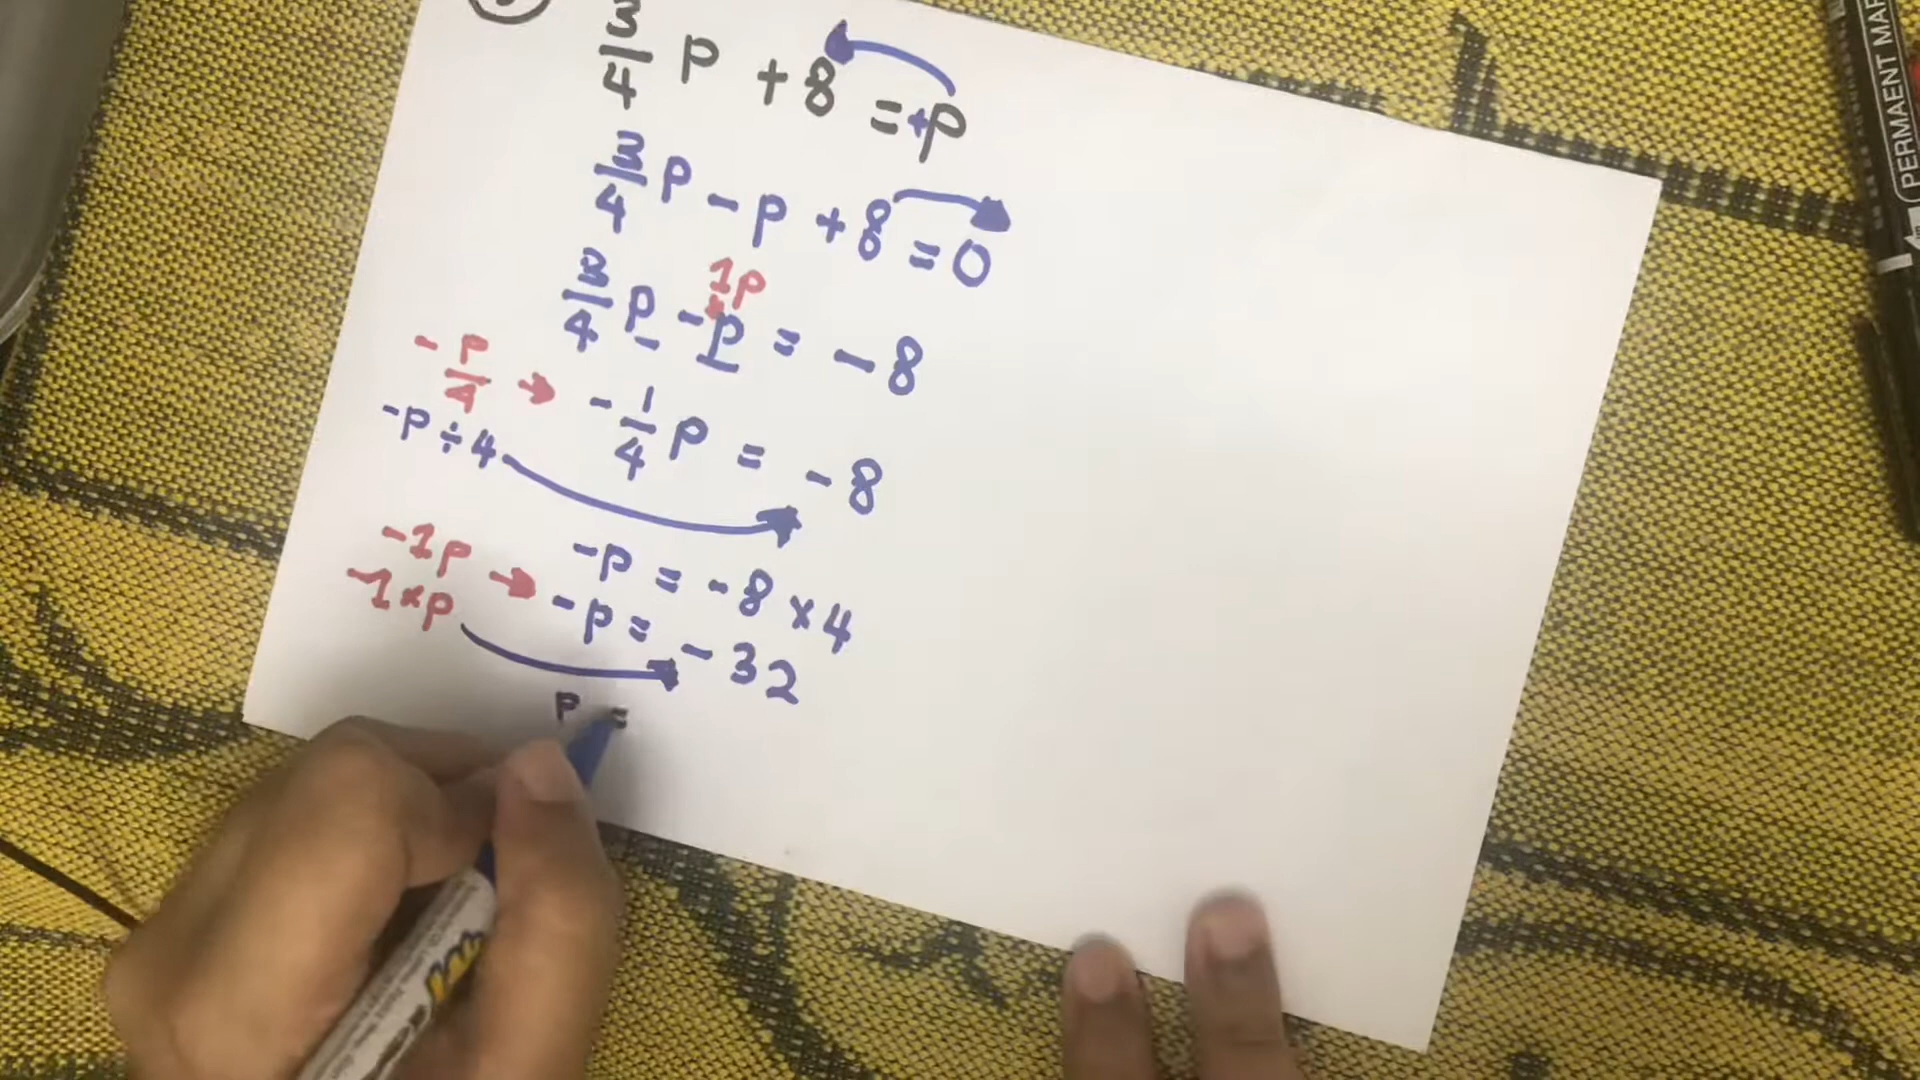 3/4 p + 8 = +p
3/4 p - p + 8 = 0
1p
3/4 p - p = - 8
- p/4 → - 1/4 p = - 8
-p ÷ 4
-1p → -p = -8 × 4
-1×p -p = - 32
p =
PERMAENT MAR